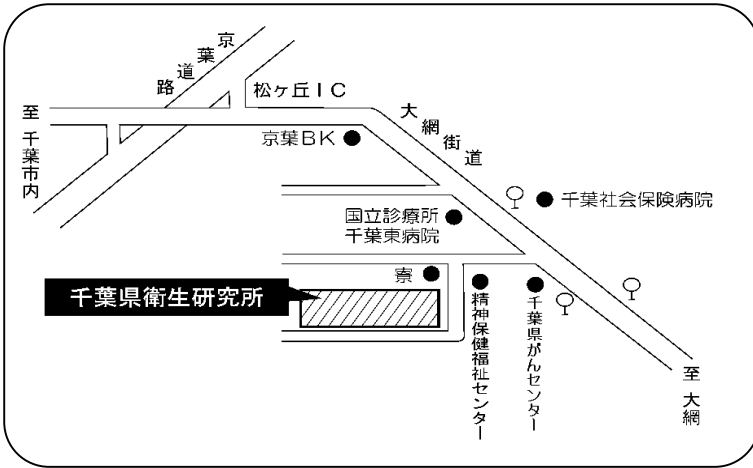 京葉道路
松ヶ丘IC
大網街道
至 千葉市内
京葉BK
千葉社会保険病院
国立診療所
千葉東病院
寮
千葉県衛生研究所
精神保健福祉センター
千葉県がんセンター
至 大網